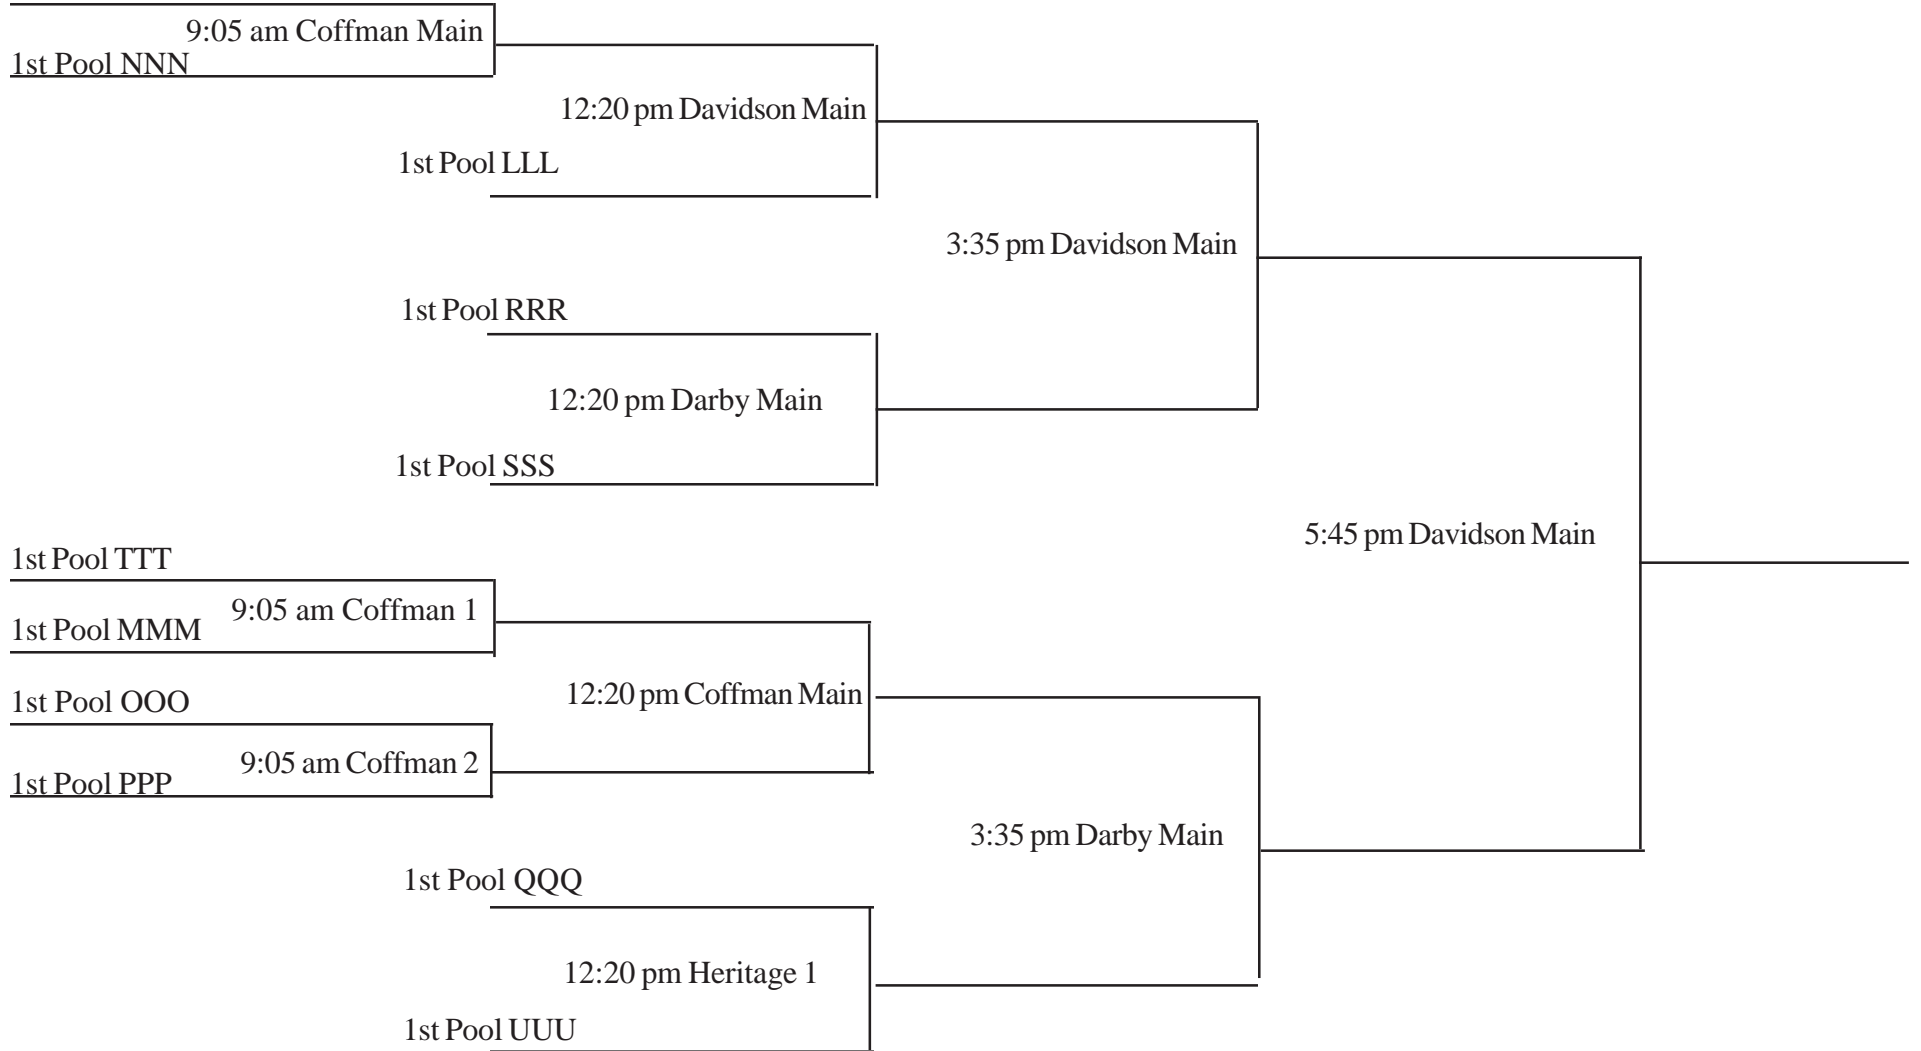 9:05 am Coffman Main
1st Pool NNN
12:20 pm Davidson Main
1st Pool LLL
3:35 pm Davidson Main
1st Pool RRR
12:20 pm Darby Main
1st Pool SSS
5:45 pm Davidson Main
1st Pool TTT
9:05 am Coffman 1
1st Pool MMM
1st Pool OOO
12:20 pm Coffman Main
9:05 am Coffman 2
1st Pool PPP
3:35 pm Darby Main
1st Pool QQQ
12:20 pm Heritage 1
1st Pool UUU